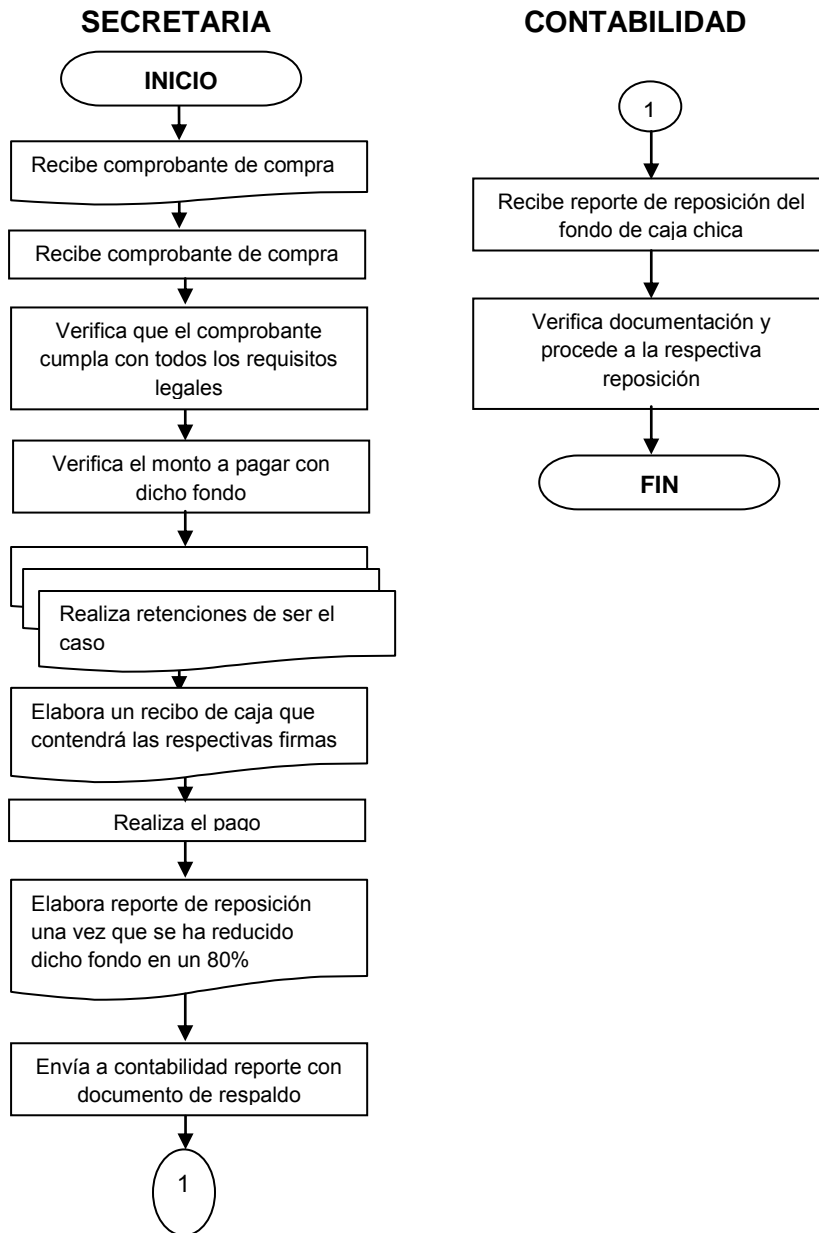 SECRETARIA
INICIO
Recibe comprobante de compra
Recibe comprobante de compra
Verifica que el comprobante
cumpla con todos los requisitos
legales
Verifica el monto a pagar con
dicho fondo
Realiza retenciones de ser el
caso
Elabora un recibo de caja que
contendrá las respectivas firmas
Realiza el pago
Elabora reporte de reposición
una vez que se ha reducido
dicho fondo en un 80%
Envía a contabilidad reporte con
documento de respaldo
1
CONTABILIDAD
1
Recibe reporte de reposición del
fondo de caja chica
Verifica documentación y
procede a la respectiva
reposición
FIN